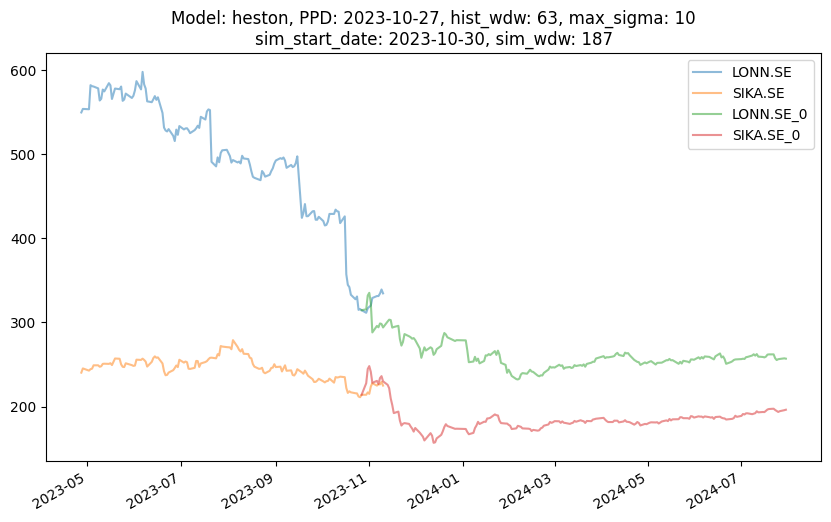 Model: heston, PPD: 2023-10-27, hist_wdw: 63, max_sigma: 10
sim_start_date: 2023-10-30, sim_wdw: 187
LONN.SE
SIKA.SE
LONN.SE_0
SIKA.SE_0
600
500
400
300
200
2023-05
2023-07
2023-09
2023-11
2024-01
2024-03
2024-05
2024-07